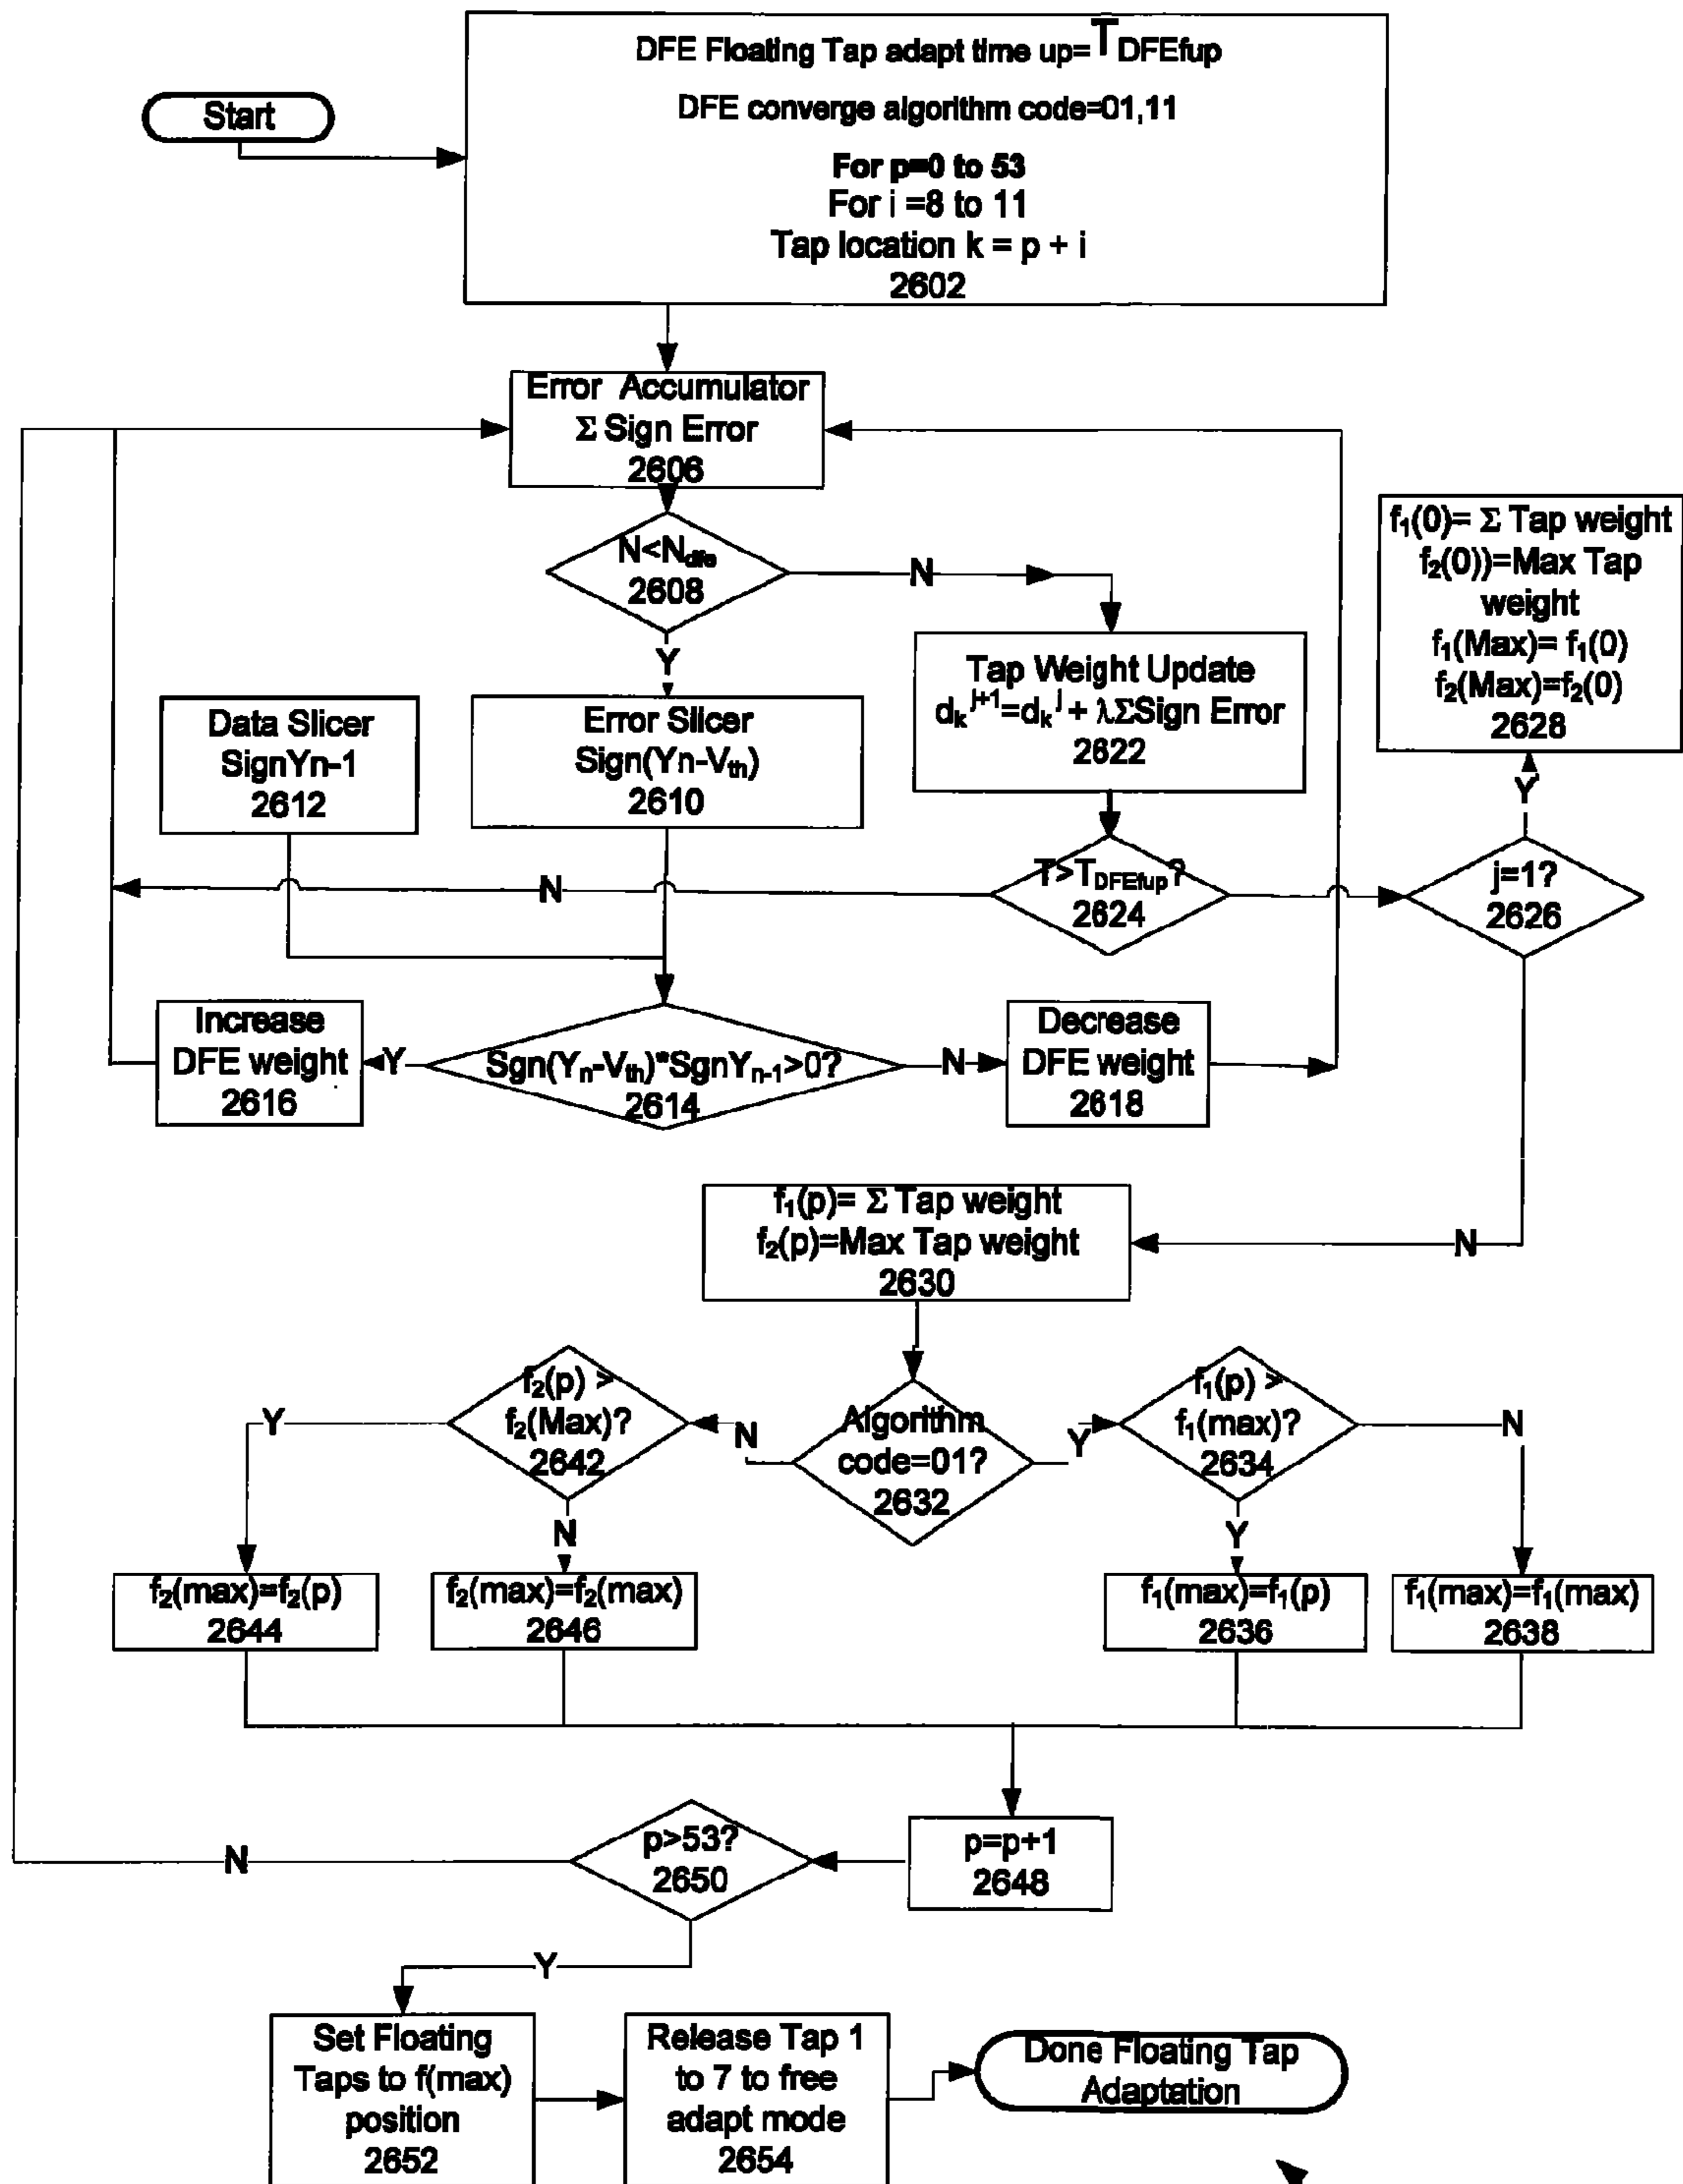 DFE Floating Tap adapt time up=TDFEfup
DFE converge algorithm code=01,11
For p=0 to 53
For i =8 to 11
Tap location k = p + i
2602
Start
Error Accumulator
Σ Sign Error
2606
N<Ndfe
2608
N
Y
f1(0)= Σ Tap weight
f2(0))=Max Tap
weight
f1(Max)= f1(0)
f2(Max)=f2(0)
2628
Tap Weight Update
dk^j+1=dk^j + λΣSign Error
2622
Data Slicer
SignYn-1
2612
Error Slicer
Sign(Yn-Vth)
2610
Y
T>TDFEfup?
2624
N
j=1?
2626
Increase
DFE weight
2616
Y
Sgn(Yn-Vth)*SgnYn-1>0?
2614
N
Decrease
DFE weight
2618
f1(p)= Σ Tap weight
f2(p)=Max Tap weight
2630
N
f2(p) >
f2(Max)?
2642
Y
N
N
Algorithm
code=01?
2632
Y
f1(p) >
f1(max)?
2634
N
Y
f2(max)=f2(p)
2644
f2(max)=f2(max)
2646
f1(max)=f1(p)
2636
f1(max)=f1(max)
2638
N
p>53?
2650
p=p+1
2648
Y
Set Floating
Taps to f(max)
position
2652
Release Tap 1
to 7 to free
adapt mode
2654
Done Floating Tap
Adaptation